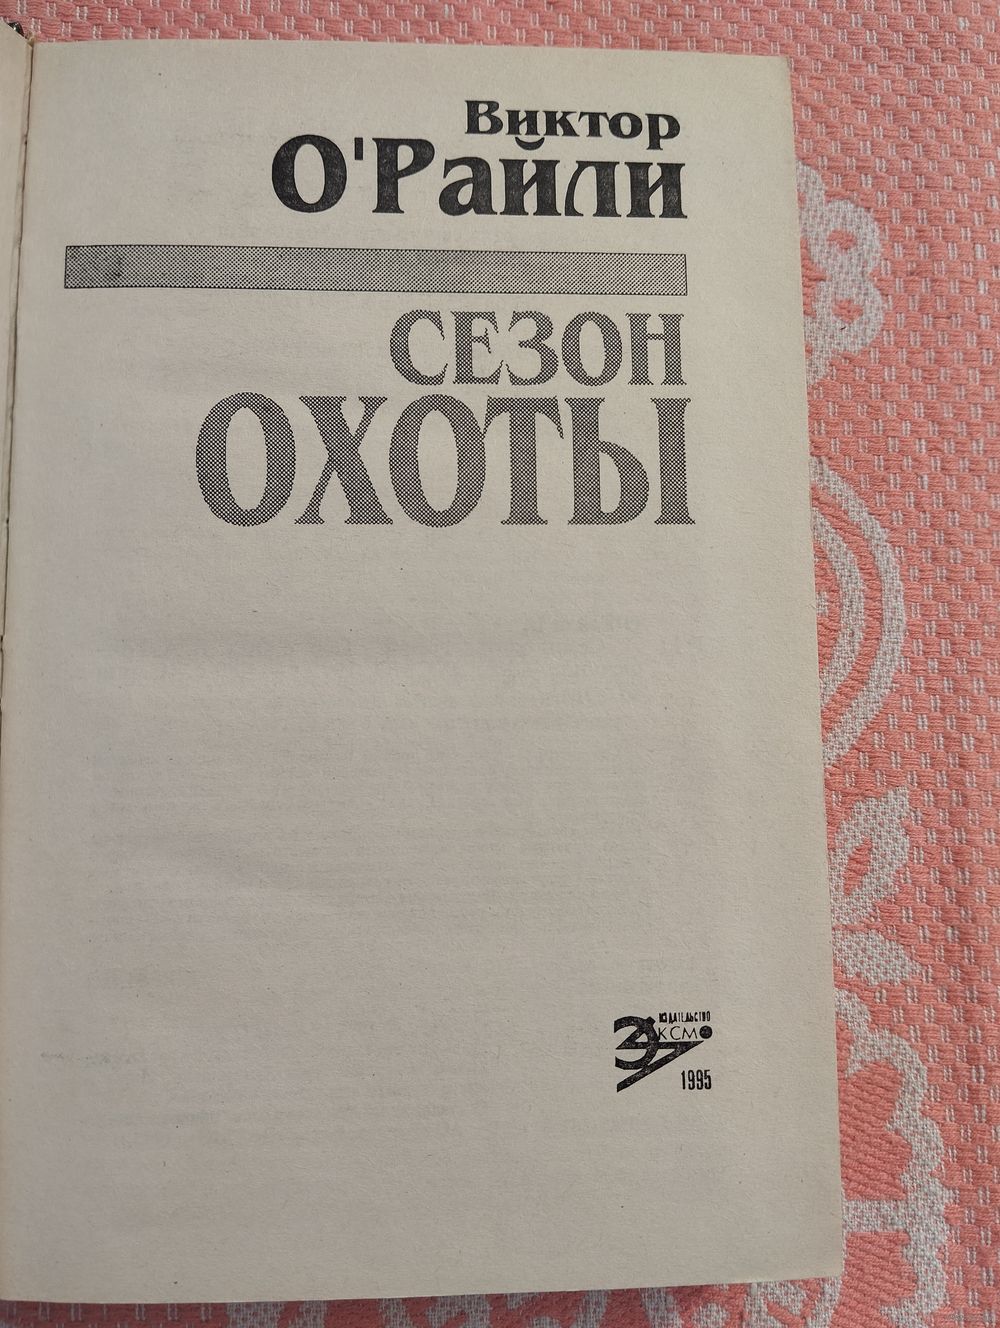 Виктор
О'Райли
СЕЗОН
ОХОТЫ
ИЗДАТЕЛЬСТВО
ЭКСМО
1995